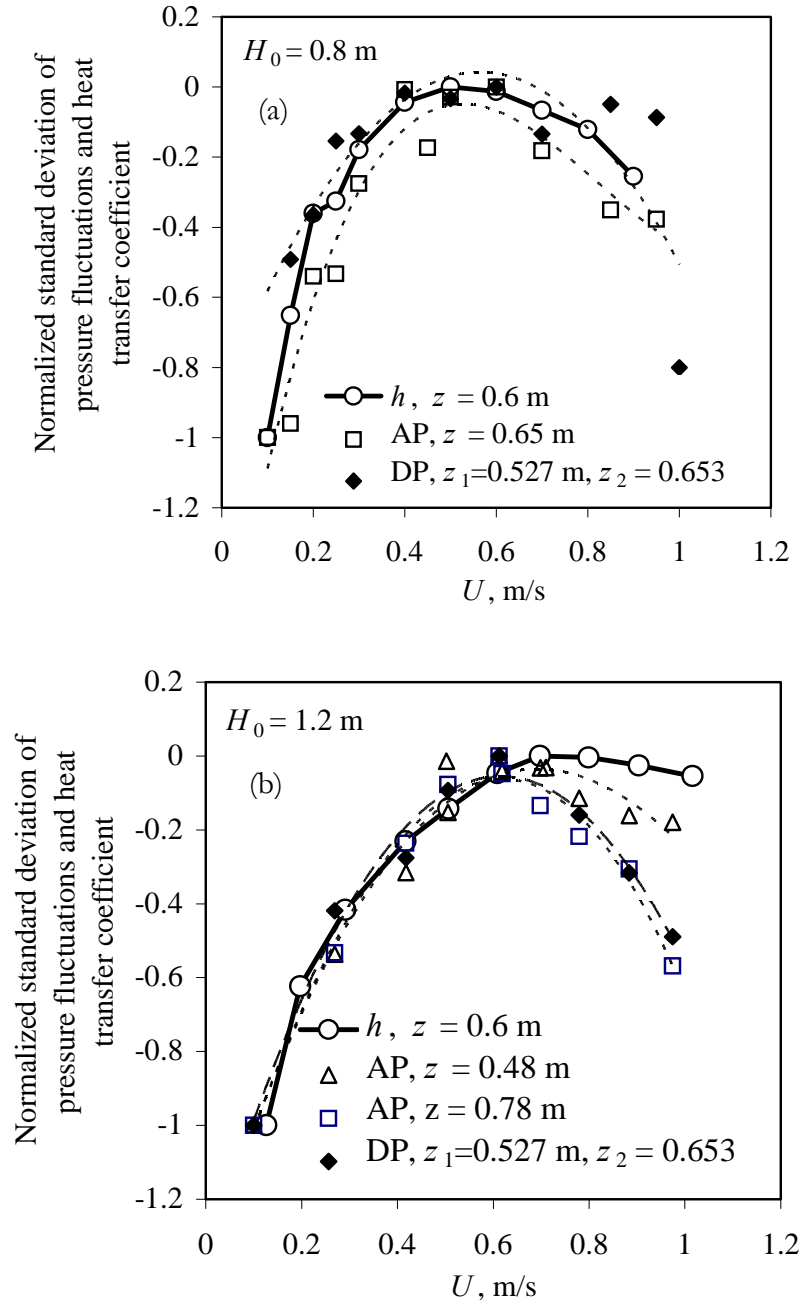 Normalized standard deviation of
pressure fluctuations and heat
transfer coefficient
0.2
0
-0.2
-0.4
-0.6
-0.8
-1
-1.2
H0 = 0.8 m
(a)
h, z = 0.6 m
AP, z = 0.65 m
DP, z1=0.527 m, z2 = 0.653
0 0.2 0.4 0.6 0.8 1 1.2
U, m/s
Normalized standard deviation of
pressure fluctuations and heat
transfer coefficient
0.2
0
-0.2
-0.4
-0.6
-0.8
-1
-1.2
H0 = 1.2 m
(b)
h, z = 0.6 m
AP, z = 0.48 m
AP, z = 0.78 m
DP, z1=0.527 m, z2 = 0.653
0 0.2 0.4 0.6 0.8 1 1.2
U, m/s